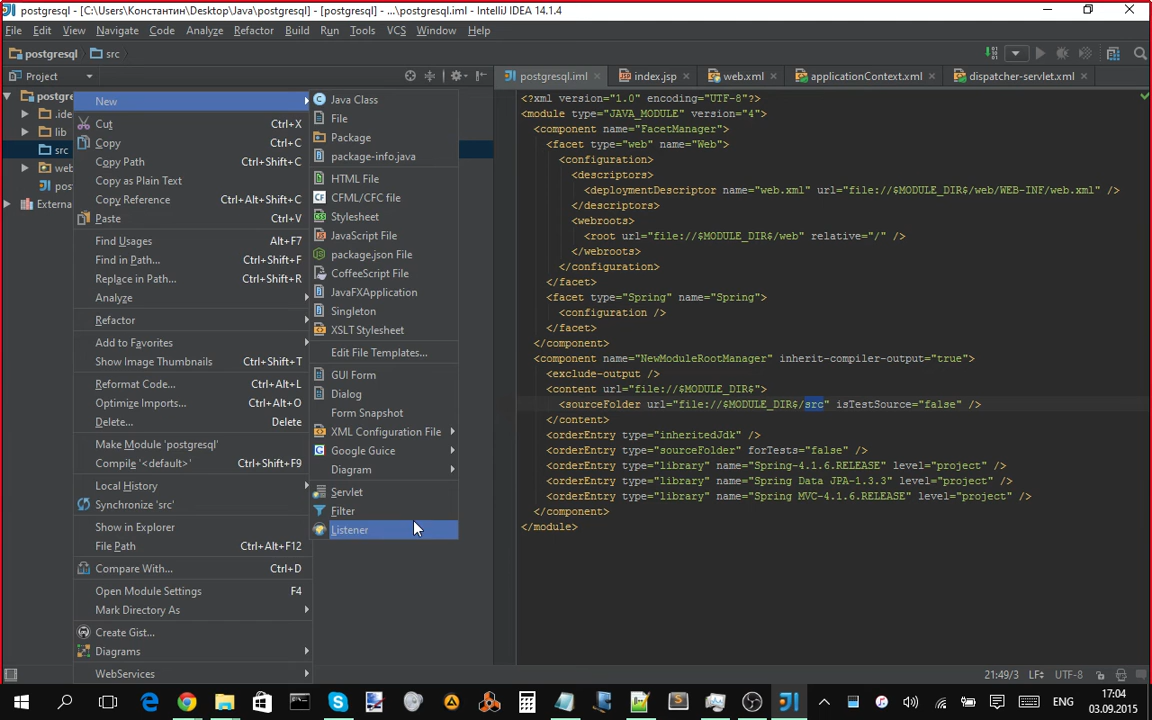 postgresql - [C:\Users\Константин\Desktop\Java\postgresql] - [postgresql] - ...\postgresql.iml - IntelliJ IDEA 14.1.4
File Edit View Navigate Code Analyze Refactor Build Run Tools VCS Window Help
postgresql src
Project
postgresql.iml index.jsp web.xml applicationContext.xml dispatcher-servlet.xml
postgre
.ide
lib
src
web
pos
Externa
New
Cut Ctrl+X
Copy Ctrl+C
Copy Path Ctrl+Shift+C
Copy as Plain Text
Copy Reference Ctrl+Alt+Shift+C
Paste Ctrl+V
Find Usages Alt+F7
Find in Path... Ctrl+Shift+F
Replace in Path... Ctrl+Shift+R
Analyze
Refactor
Add to Favorites
Show Image Thumbnails Ctrl+Shift+T
Reformat Code... Ctrl+Alt+L
Optimize Imports... Ctrl+Alt+O
Delete... Delete
Make Module 'postgresql'
Compile '<default>' Ctrl+Shift+F9
Local History
Synchronize 'src'
Show in Explorer
File Path Ctrl+Alt+F12
Compare With... Ctrl+D
Open Module Settings F4
Mark Directory As
Create Gist...
Diagrams
WebServices
Java Class
File
Package
package-info.java
HTML File
CFML/CFC file
Stylesheet
JavaScript File
package.json File
CoffeeScript File
JavaFXApplication
Singleton
XSLT Stylesheet
Edit File Templates...
GUI Form
Dialog
Form Snapshot
XML Configuration File
Google Guice
Diagram
Servlet
Filter
Listener
<?xml version="1.0" encoding="UTF-8"?>
<module type="JAVA_MODULE" version="4">
<component name="FacetManager">
<facet type="web" name="Web">
<configuration>
<descriptors>
<deploymentDescriptor name="web.xml" url="file://$MODULE_DIR$/web/WEB-INF/web.xml" />
</descriptors>
<webroots>
<root url="file://$MODULE_DIR$/web" relative="/" />
</webroots>
</configuration>
</facet>
<facet type="Spring" name="Spring">
<configuration />
</facet>
</component>
<component name="NewModuleRootManager" inherit-compiler-output="true">
<exclude-output />
<content url="file://$MODULE_DIR$">
<sourceFolder url="file://$MODULE_DIR$/src" isTestSource="false" />
</content>
<orderEntry type="inheritedJdk" />
<orderEntry type="sourceFolder" forTests="false" />
<orderEntry type="library" name="Spring-4.1.6.RELEASE" level="project" />
<orderEntry type="library" name="Spring Data JPA-1.3.3" level="project" />
<orderEntry type="library" name="Spring MVC-4.1.6.RELEASE" level="project" />
</component>
</module>
21:49/3 LF÷ UTF-8
ENG
17:04
03.09.2015